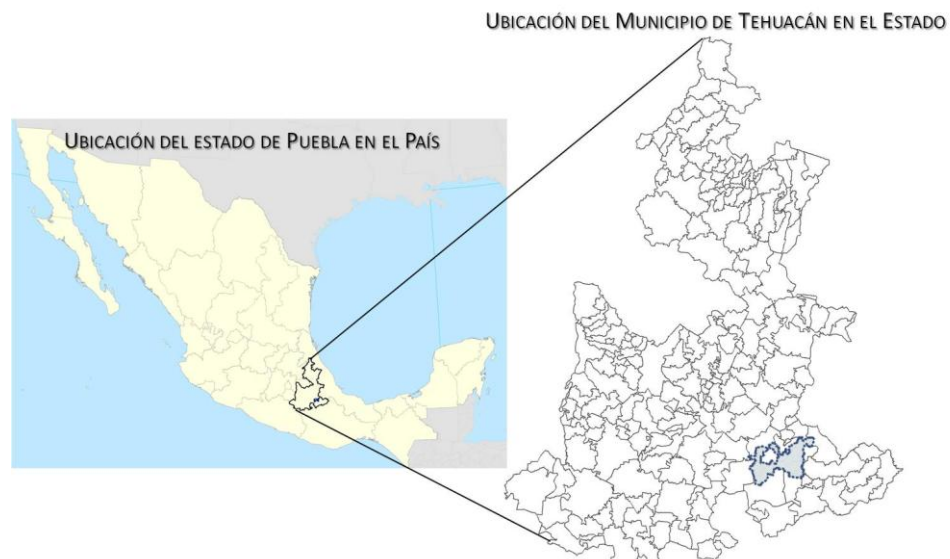 UBICACIÓN DEL MUNICIPIO DE TEHUACÁN EN EL ESTADO
UBICACIÓN DEL ESTADO DE PUEBLA EN EL PAÍS